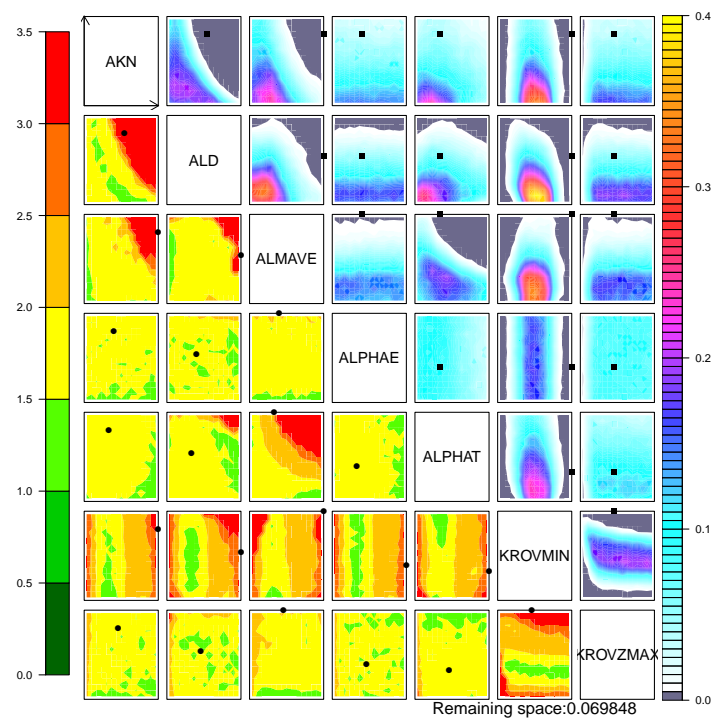 3.5
3.0
2.5
2.0
1.5
1.0
0.5
0.0
AKN
ALD
ALMAVE
ALPHAE
ALPHAT
KROVMIN
KROVZMAX
0.4
0.3
0.2
0.1
0.0
Remaining space:0.069848